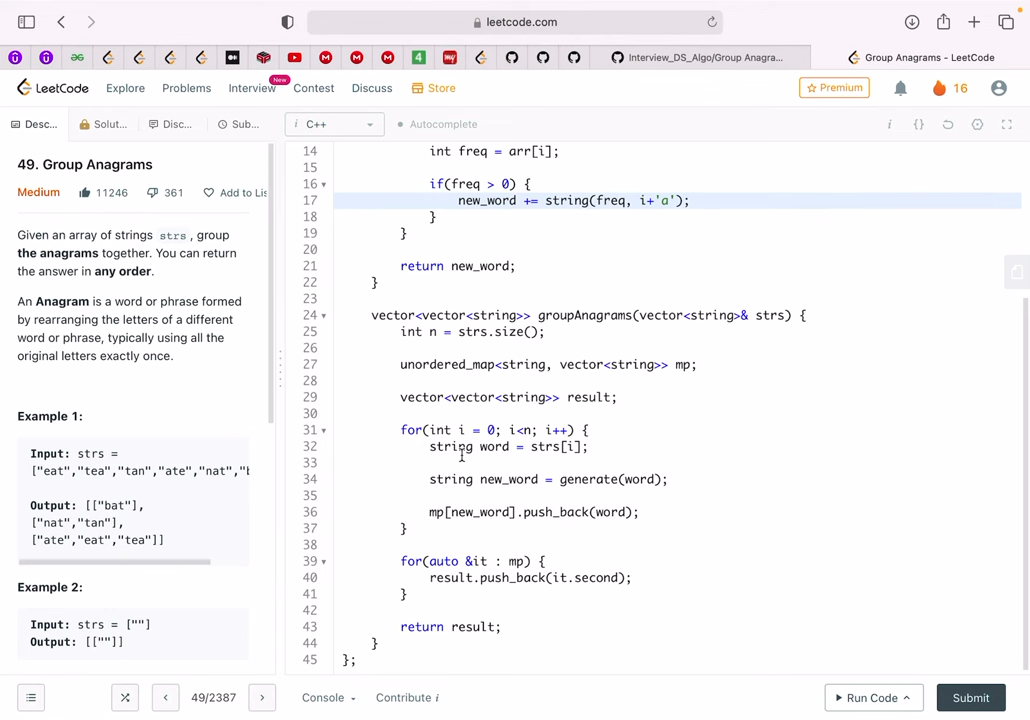 leetcode.com
Interview_DS_Algo/Group Anagra...
Group Anagrams - LeetCode
LeetCode
Explore
Problems
Interview
New
Contest
Discuss
Store
Premium
16
Desc...
Solut...
Disc...
Sub...
i C++
Autocomplete
49. Group Anagrams
Medium
11246
361
Add to Lis
Given an array of strings strs, group
the anagrams together. You can return
the answer in any order.
An Anagram is a word or phrase formed
by rearranging the letters of a different
word or phrase, typically using all the
original letters exactly once.
Example 1:
Input: strs =
["eat","tea","tan","ate","nat","b
Output: [["bat"],
["nat","tan"],
["ate","eat","tea"]]
Example 2:
Input: strs = [""]
Output: [[""]]
14 int freq = arr[i];
15
16 if(freq > 0) {
17 new_word += string(freq, i+'a');
18 }
19 }
20
21 return new_word;
22 }
23
24 vector<vector<string>> groupAnagrams(vector<string>& strs) {
25 int n = strs.size();
26
27 unordered_map<string, vector<string>> mp;
28
29 vector<vector<string>> result;
30
31 for(int i = 0; i<n; i++) {
32 string word = strs[i];
33
34 string new_word = generate(word);
35
36 mp[new_word].push_back(word);
37 }
38
39 for(auto &it : mp) {
40 result.push_back(it.second);
41 }
42
43 return result;
44 }
45 };
49/2387
Console
Contribute i
Run Code
Submit